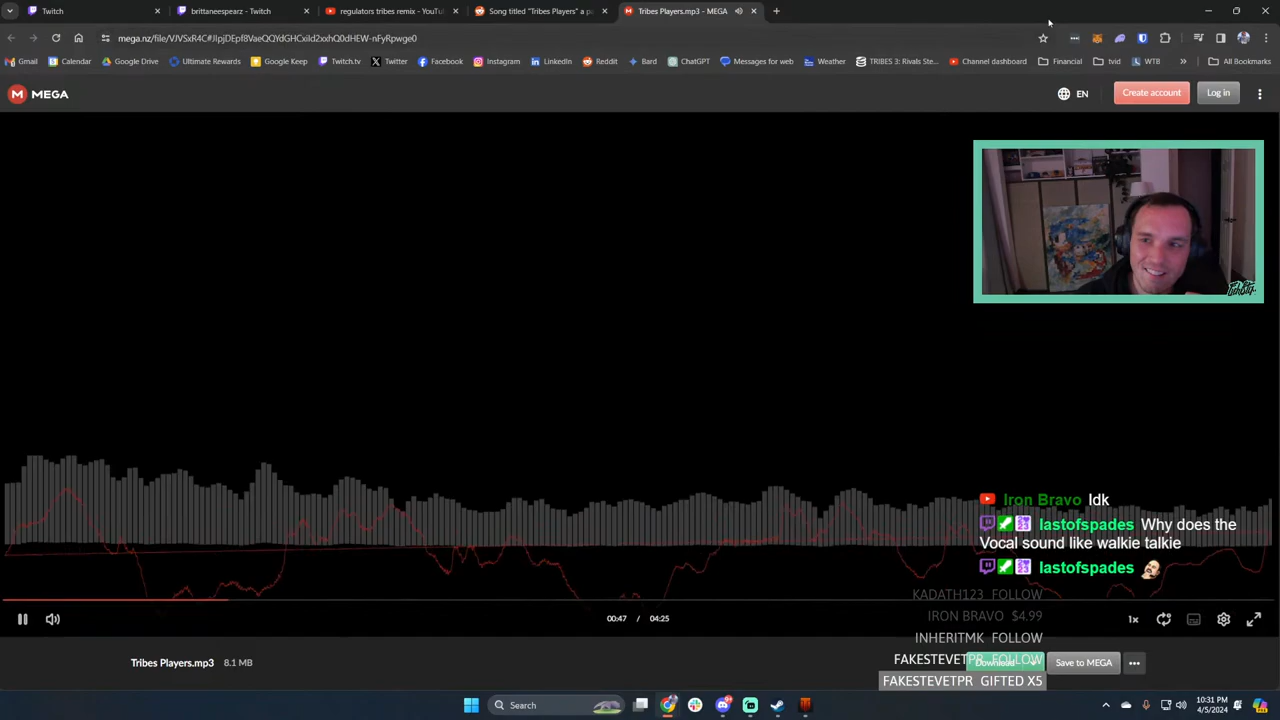 Twitch
brittaneespearz - Twitch
regulators tribes remix - YouTu
Song titled "Tribes Players" a p
Tribes Players.mp3 - MEGA
mega.nz/file/VJVSxR4C#JIpjDEpf8VaeQQYdGHCxiId2xxhQ0dHEW-nFyRpwge0
Gmail
Calendar
Google Drive
Ultimate Rewards
Google Keep
Twitch.tv
Twitter
Facebook
Instagram
LinkedIn
Reddit
Bard
ChatGPT
Messages for web
Weather
TRIBES 3: Rivals Ste...
Channel dashboard
Financial
tvid
WTB
All Bookmarks
MEGA
EN
Create account
Log in
Iron Bravo Idk
lastofspades Why does the
Vocal sound like walkie talkie
lastofspades
KADATH123 FOLLOW
IRON BRAVO $4.99
INHERITMK FOLLOW
FAKESTEVETPR FOLLOW
FAKESTEVETPR GIFTED X5
00:47 / 04:25
1x
Tribes Players.mp3 8.1 MB
Download
Save to MEGA
Search
10:31 PM
4/5/2024